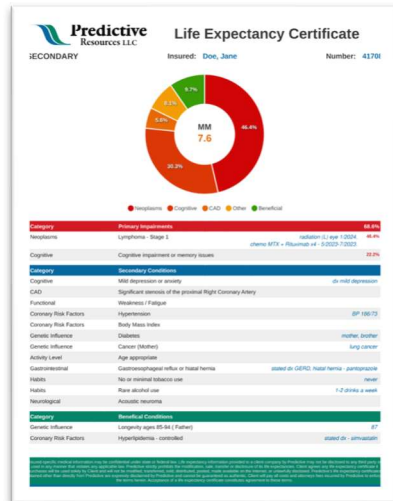 Predictive
Resources LLC
Life Expectancy Certificate
SECONDARY Insured: Doe, Jane Number: 41708
9.7%
8.1%
5.6%
30.2%
46.4%
MM
7.6
Neoplasms Cognitive CAD Other Beneficial
Category Primary Impairments 68.6%
Neoplasms Lymphoma - Stage 1 radiation (L) eye 1/2024, 46.4%
chemo MTX + Rituximab x4 - 5/2023-7/2023
Cognitive Cognitive impairment or memory issues 22.2%
Category Secondary Conditions
Cognitive Mild depression or anxiety dx mild depression
CAD Significant stenosis of the proximal Right Coronary Artery
Functional Weakness / Fatigue
Coronary Risk Factors Hypertension BP 166/73
Coronary Risk Factors Body Mass Index
Genetic Influence Diabetes mother, brother
Genetic Influence Cancer (Mother) lung cancer
Activity Level Age appropriate
Gastrointestinal Gastroesophageal reflux or hiatal hernia stated dx GERD, hiatal hernia - pantoprazole
Habits No or minimal tobacco use never
Habits Rare alcohol use 1-2 drinks a week
Neurological Acoustic neuroma
Category Beneficial Conditions
Genetic Influence Longevity ages 85-94 ( Father) 87
Coronary Risk Factors Hyperlipidemia - controlled stated dx - simvastatin